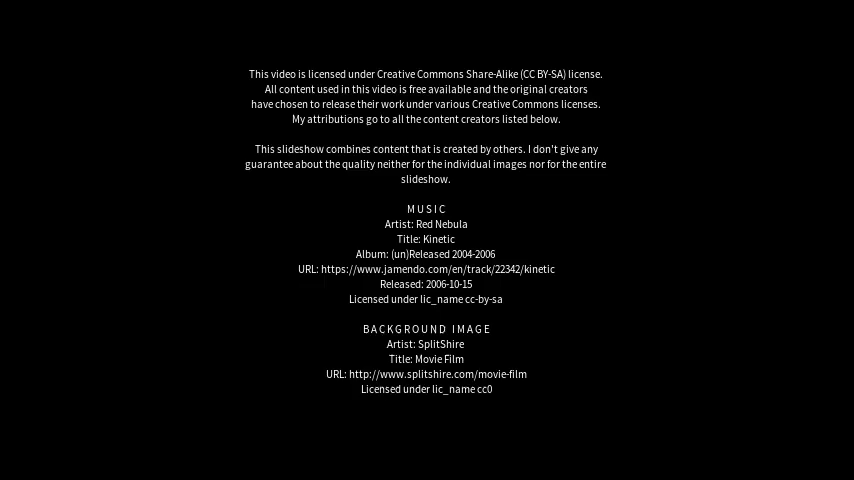 This video is licensed under Creative Commons Share-Alike (CC BY-SA) license.
All content used in this video is free available and the original creators
have chosen to release their work under various Creative Commons licenses.
My attributions go to all the content creators listed below.
This slideshow combines content that is created by others. I don't give any
guarantee about the quality neither for the individual images nor for the entire
slideshow.
MUSIC
Artist: Red Nebula
Title: Kinetic
Album: (un)Released 2004-2006
URL: https://www.jamendo.com/en/track/22342/kinetic
Released: 2006-10-15
Licensed under lic_name cc-by-sa
BACKGROUND IMAGE
Artist: SplitShire
Title: Movie Film
URL: http://www.splitshire.com/movie-film
Licensed under lic_name cc0